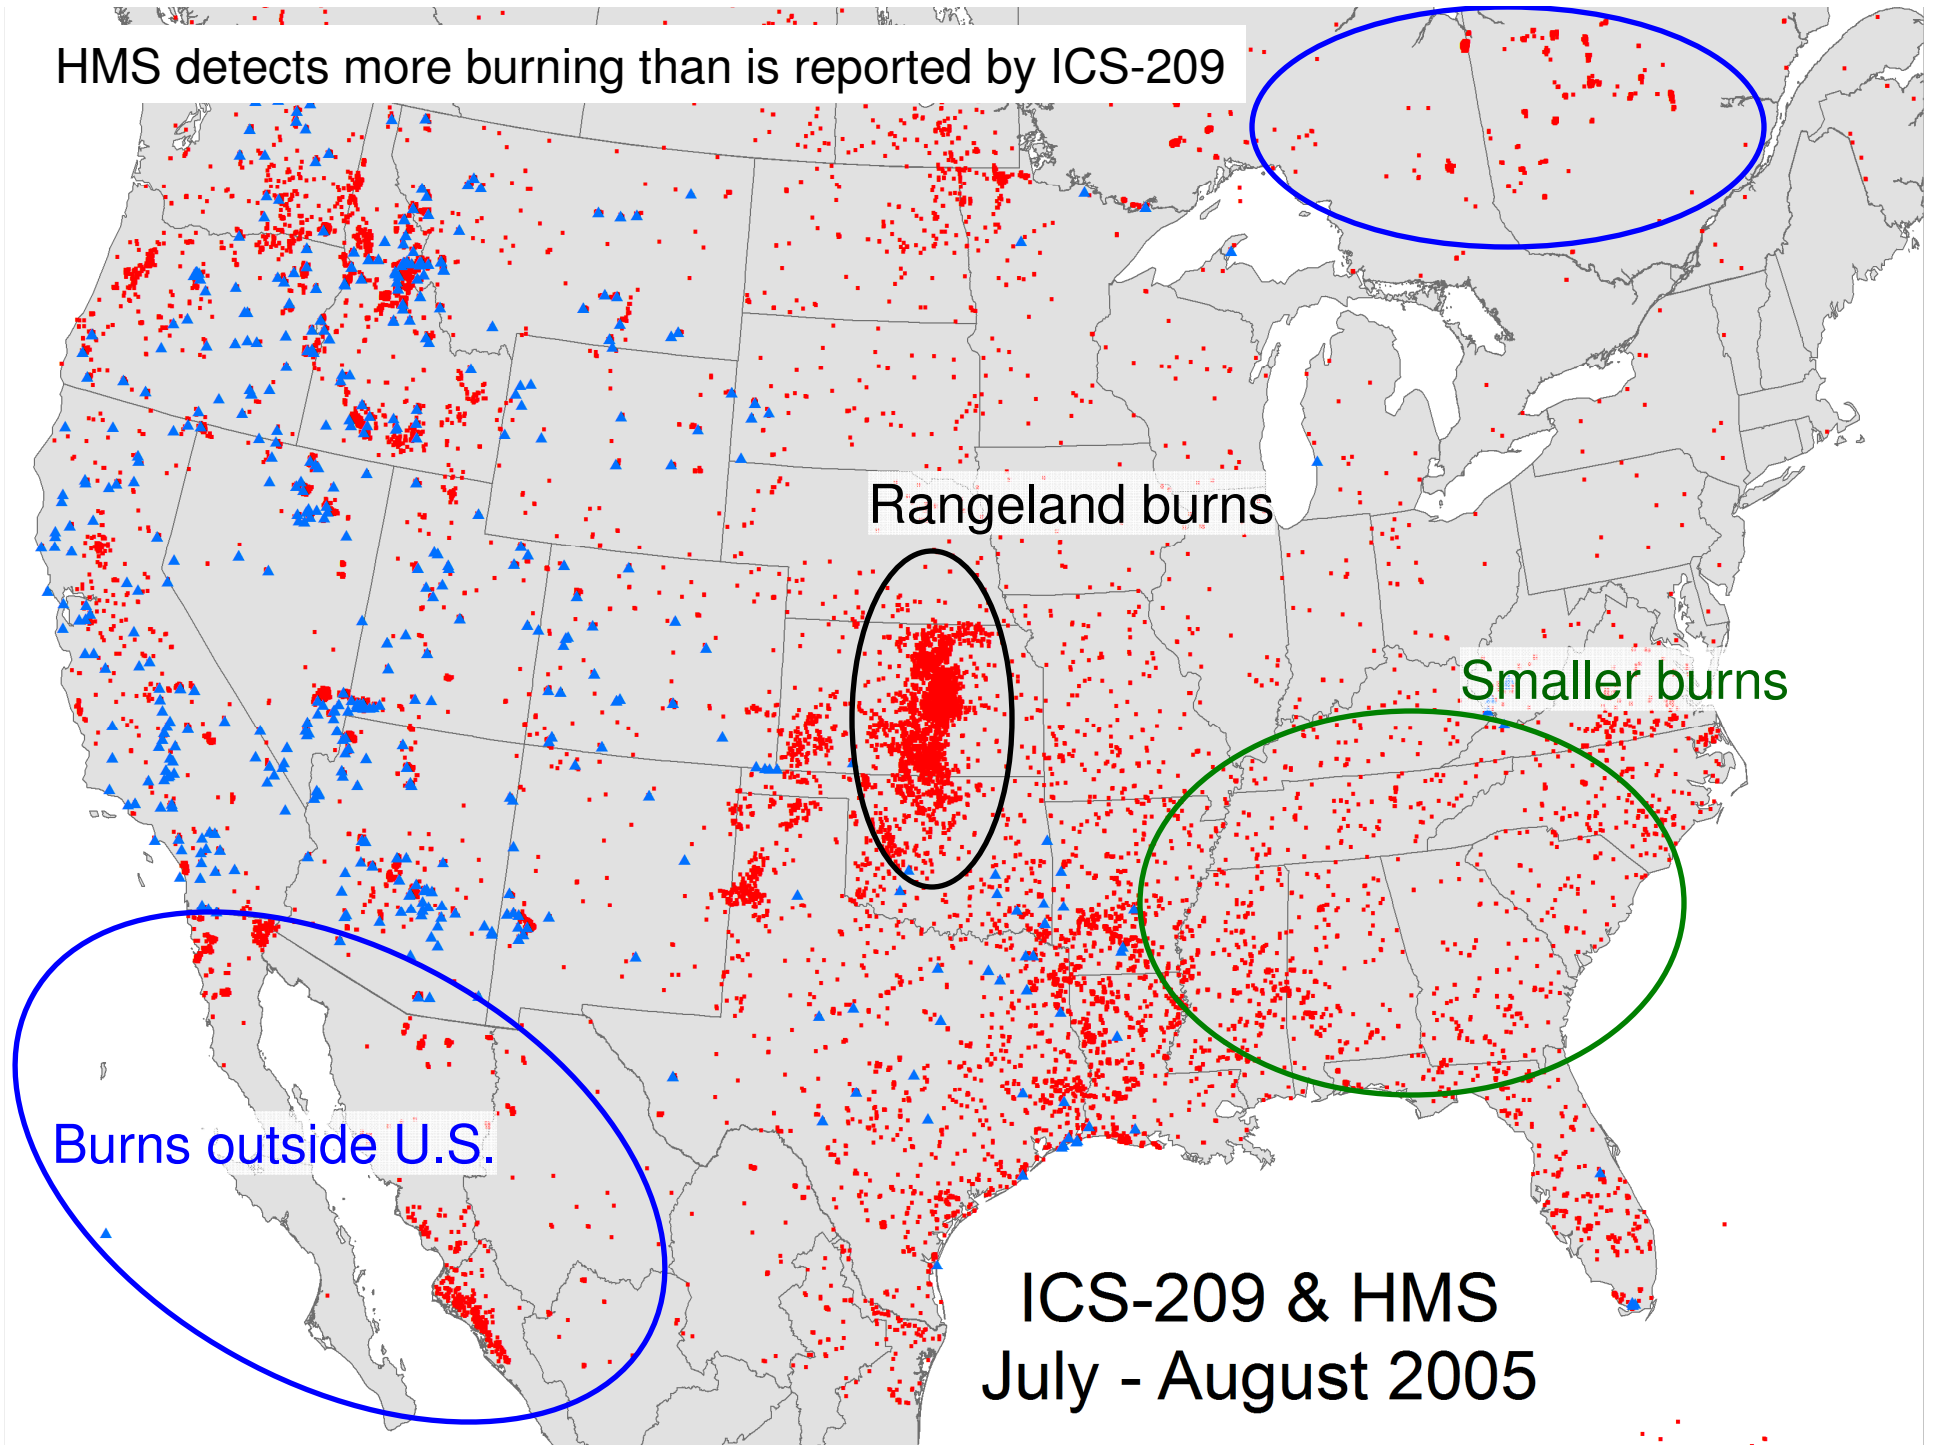 HMS detects more burning than is reported by ICS-209
Rangeland burns
Smaller burns
Burns outside U.S.
ICS-209 & HMS
July - August 2005